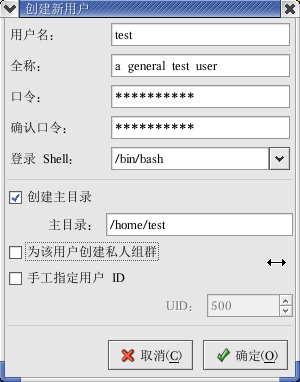 创建新用户
用户名: test
全称: a general test user
口令: **********
确认口令: **********
登录 Shell: /bin/bash
创建主目录
主目录: /home/test
为该用户创建私人组群
手工指定用户 ID
UID: 500
取消(C) 确定(O)